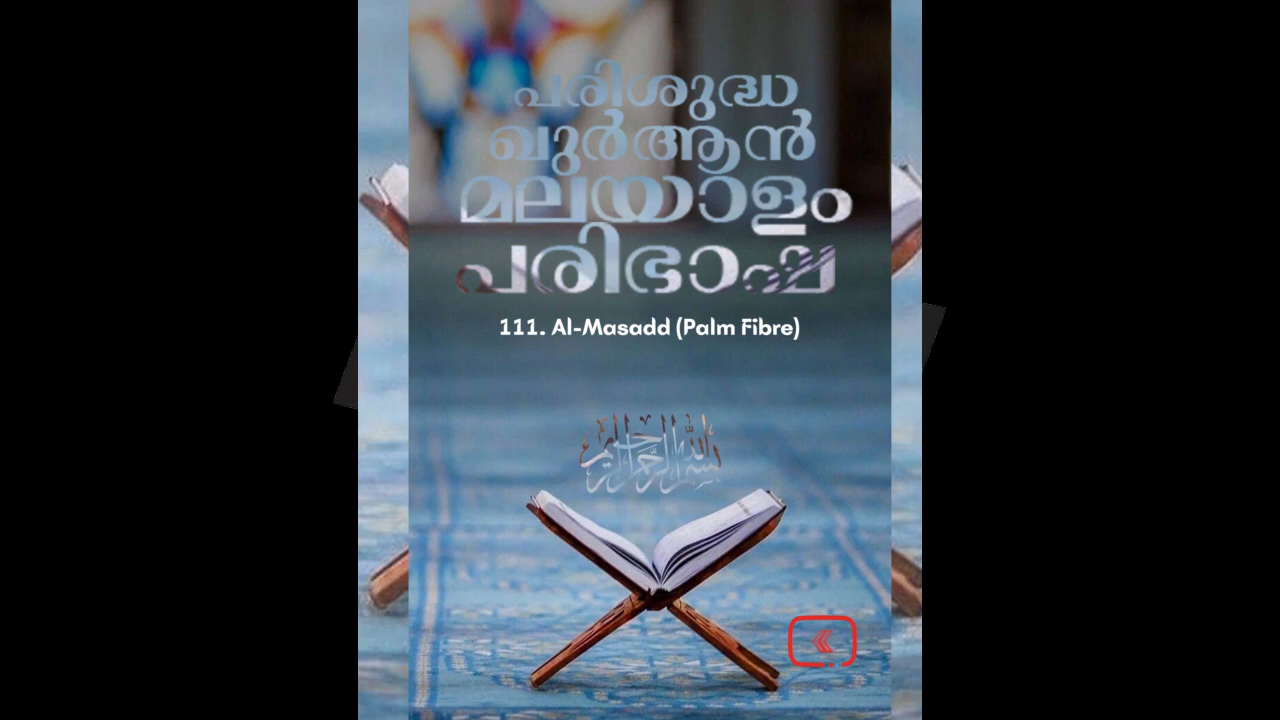 പരിശുദ്ധ
ഖുർആൻ
മലയാളം
പരിഭാഷ
111. Al-Masadd (Palm Fibre)
بسم الله الرحمن الرحيم